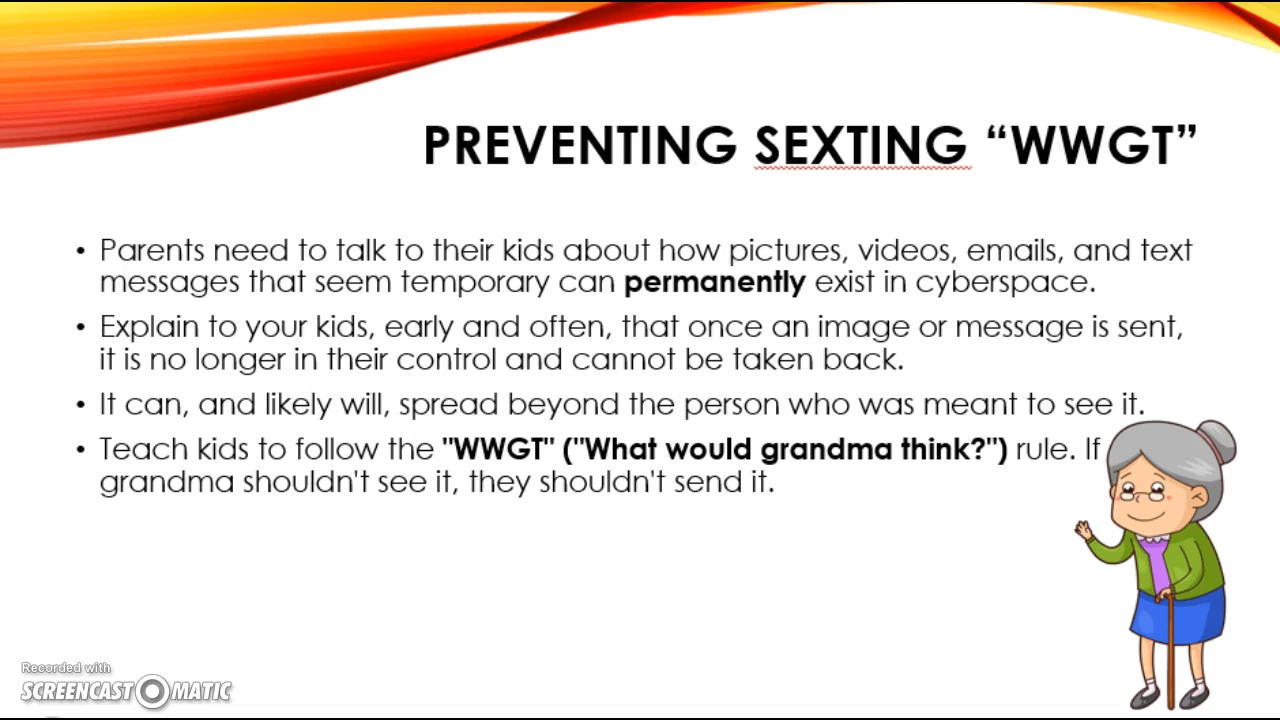 PREVENTING SEXTING “WWGT”
• Parents need to talk to their kids about how pictures, videos, emails, and text
messages that seem temporary can permanently exist in cyberspace.
• Explain to your kids, early and often, that once an image or message is sent,
it is no longer in their control and cannot be taken back.
• It can, and likely will, spread beyond the person who was meant to see it.
• Teach kids to follow the "WWGT" ("What would grandma think?") rule. If
grandma shouldn't see it, they shouldn't send it.
Recorded with
SCREENCAST MATIC